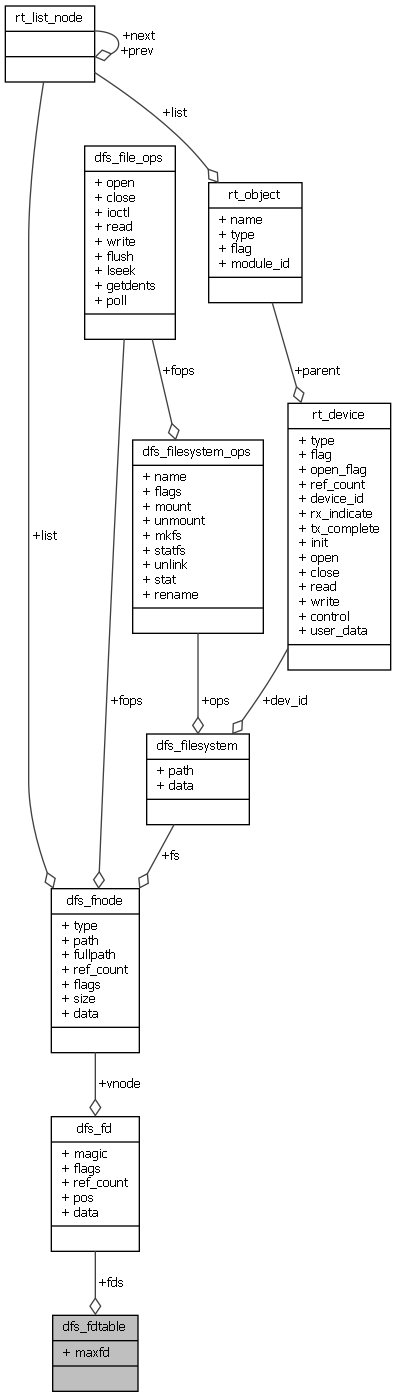 rt_list_node
+next
+prev
+list
dfs_file_ops
+ open
+ close
+ ioctl
+ read
+ write
+ flush
+ lseek
+ getdents
+ poll
rt_object
+ name
+ type
+ flag
+ module_id
+fops
+parent
dfs_filesystem_ops
+ name
+ flags
+ mount
+ unmount
+ mkfs
+ statfs
+ unlink
+ stat
+ rename
rt_device
+ type
+ flag
+ open_flag
+ ref_count
+ device_id
+ rx_indicate
+ tx_complete
+ init
+ open
+ close
+ read
+ write
+ control
+ user_data
+list
+fops
+ops
+dev_id
dfs_filesystem
+ path
+ data
+fs
dfs_fnode
+ type
+ path
+ fullpath
+ ref_count
+ flags
+ size
+ data
+vnode
dfs_fd
+ magic
+ flags
+ ref_count
+ pos
+ data
+fds
dfs_fdtable
+ maxfd